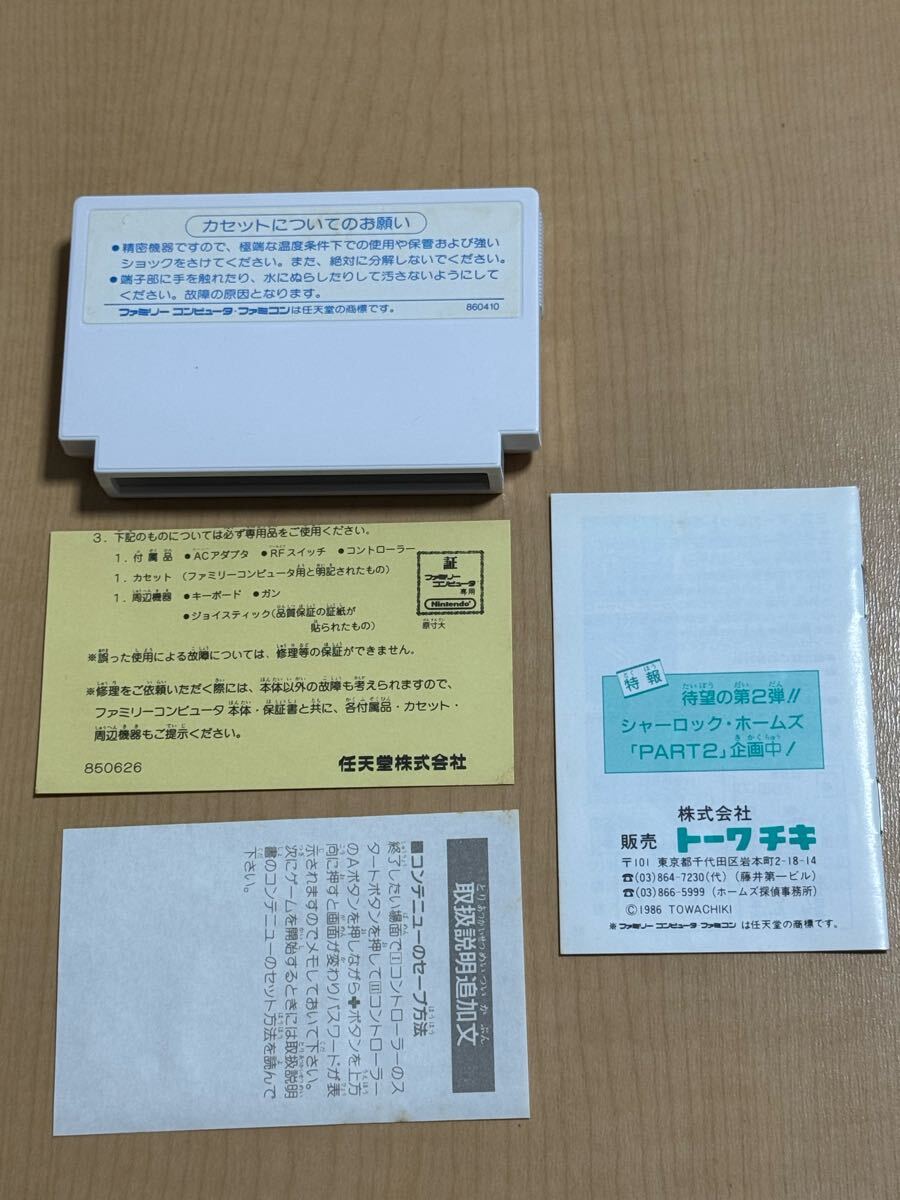 カセットについてのお願い
●精密機器ですので、極端な温度条件下での使用や保管および強い
ショックをさけてください。また、絶対に分解しないでください。
●端子部に手を触れたり、水にぬらしたりして汚さないようにして
ください。故障の原因となります。
ファミリーコンピュータ・ファミコンは任天堂の商標です。
860410
3. 下記のものについては必ず専用品をご使用ください。
1. 付属品 ●ACアダプタ ●RFスイッチ ●コントローラー
1. カセット (ファミリーコンピュータ用と明記されたもの)
1. 周辺機器 ●キーボード ●ガン
●ジョイスティック(品質保証の証紙が
貼られたもの)
証
ファミリー
コンピュータ
専用
Nintendo
原寸大
※誤った使用による故障については、修理等の保証ができません。
※修理をご依頼いただく際には、本体以外の故障も考えられますので、
ファミリーコンピュータ本体・保証書と共に、各付属品・カセット・
周辺機器もご提示ください。
850626
任天堂株式会社
取扱説明追加文
■コンテニューのセーブ方法
終了したい場面でⅠコントローラーのス
タートボタンを押してⅡコントローラー
のAボタンを押しながら✚ボタンを上方
向に押すと画面が変わりパスワードが表
示されますのでメモしておいて下さい。
次にゲームを開始するときには取扱説明
書のコンテニューのセット方法を読んで
下さい。
特報
待望の第2弾!!
シャーロック・ホームズ
「PART2」企画中!
株式会社
販売 トーワチキ
〒101 東京都千代田区岩本町2-18-14
☎(03)864-7230(代) (藤井第一ビル)
☎(03)866-5999 (ホームズ探偵事務所)
©1986 TOWACHIKI
※ファミリーコンピュータ ファミコン は任天堂の商標です。